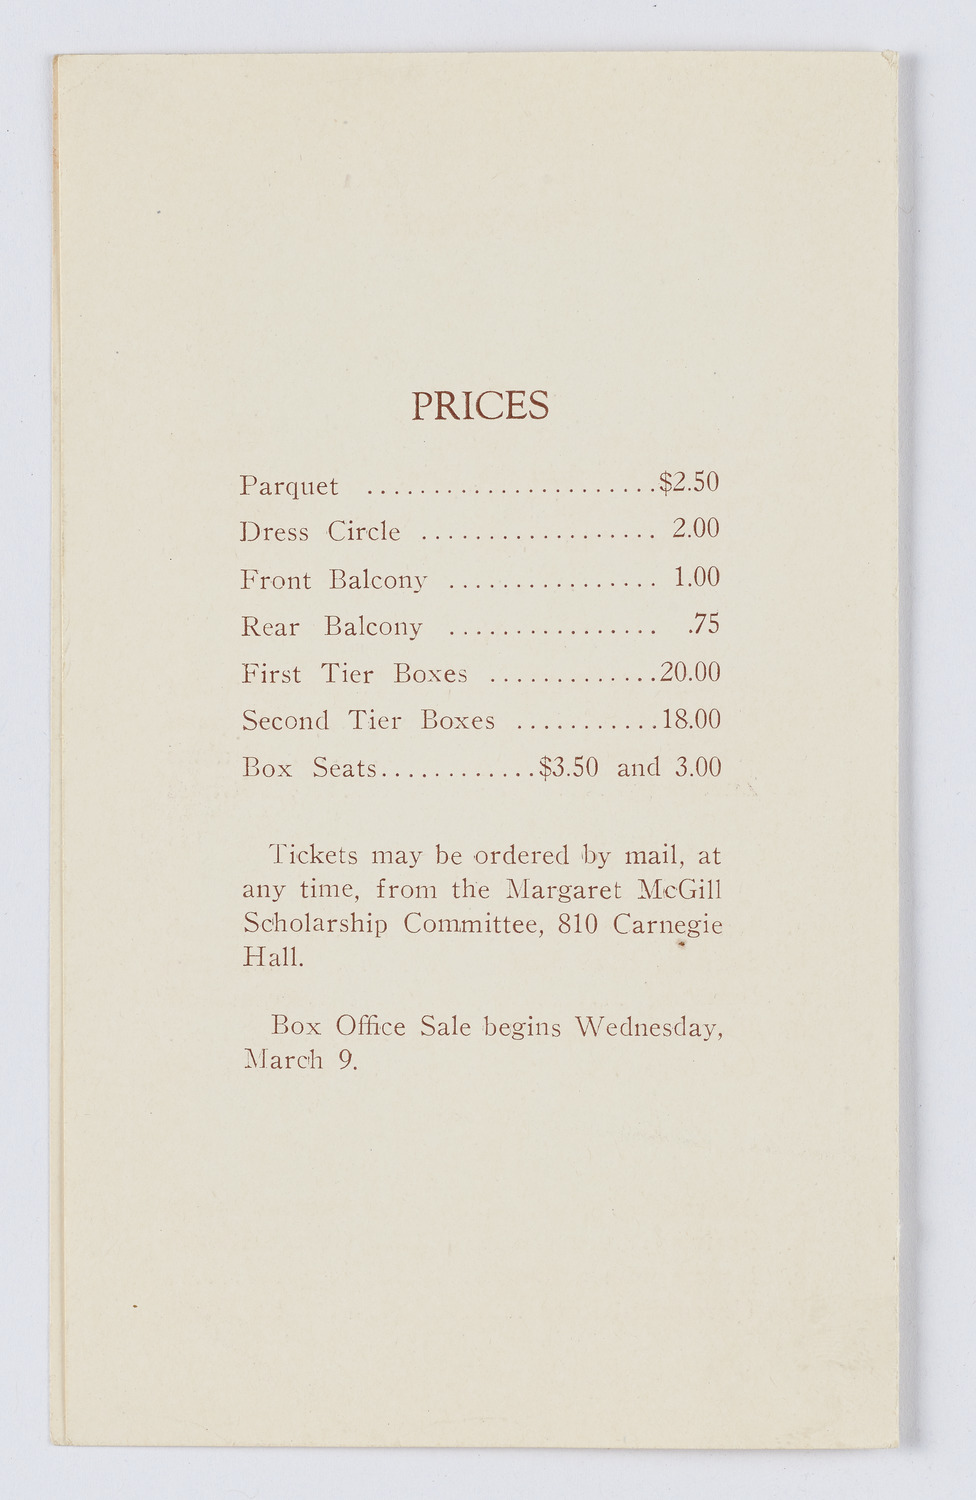 PRICES
Parquet ......................$2.50
Dress Circle .................. 2.00
Front Balcony ................ 1.00
Rear Balcony ................ .75
First Tier Boxes .............20.00
Second Tier Boxes ...........18.00
Box Seats............$3.50 and 3.00
Tickets may be ordered by mail, at
any time, from the Margaret McGill
Scholarship Committee, 810 Carnegie
Hall.
Box Office Sale begins Wednesday,
March 9.